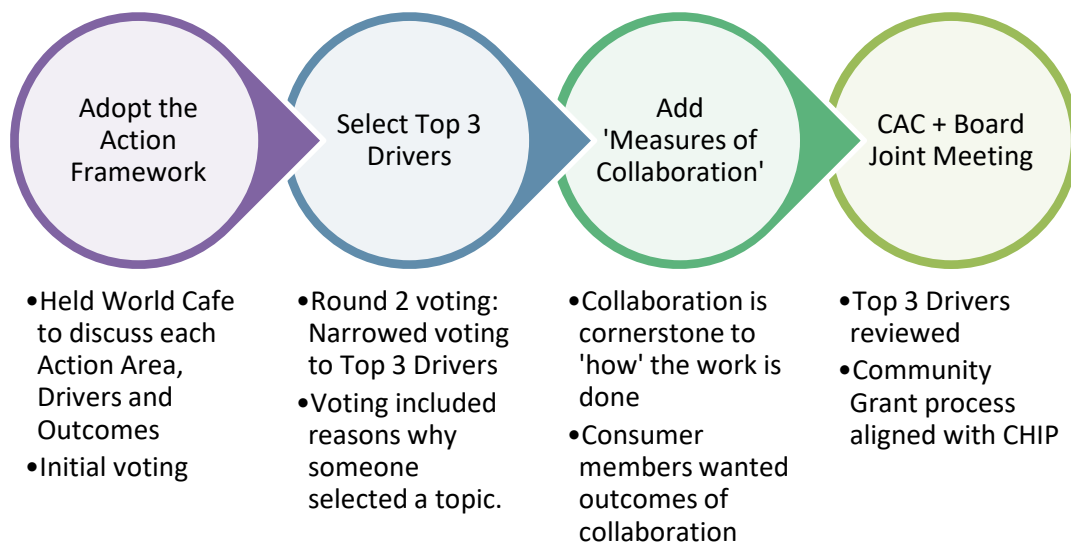 Adopt the
Action
Framework
Select Top 3
Drivers
Add
'Measures of
Collaboration'
CAC + Board
Joint Meeting
•Held World Cafe
to discuss each
Action Area,
Drivers and
Outcomes
•Initial voting
•Round 2 voting:
Narrowed voting
to Top 3 Drivers
•Voting included
reasons why
someone
selected a topic.
•Collaboration is
cornerstone to
'how' the work is
done
•Consumer
members wanted
outcomes of
collaboration
•Top 3 Drivers
reviewed
•Community
Grant process
aligned with CHIP